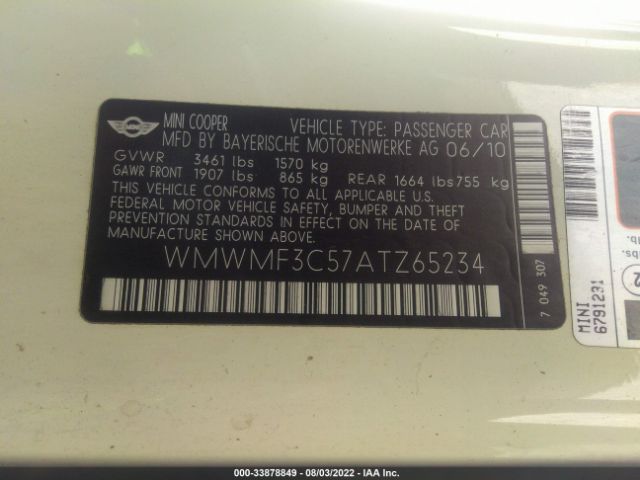 MINI COOPER VEHICLE TYPE: PASSENGER CAR
MFD BY BAYERISCHE MOTORENWERKE AG 06/10
GVWR 3461 lbs 1570 kg
GAWR FRONT 1907 lbs 865 kg REAR 1664 lbs 755 kg
THIS VEHICLE CONFORMS TO ALL APPLICABLE U.S.
FEDERAL MOTOR VEHICLE SAFETY, BUMPER AND THEFT
PREVENTION STANDARDS IN EFFECT ON THE DATE OF
MANUFACTURE SHOWN ABOVE.
WMWMF3C57ATZ65234
7 049 307
MINI
6791231
lb.
lbs.
000-33878849 - 08/03/2022 - IAA Inc.